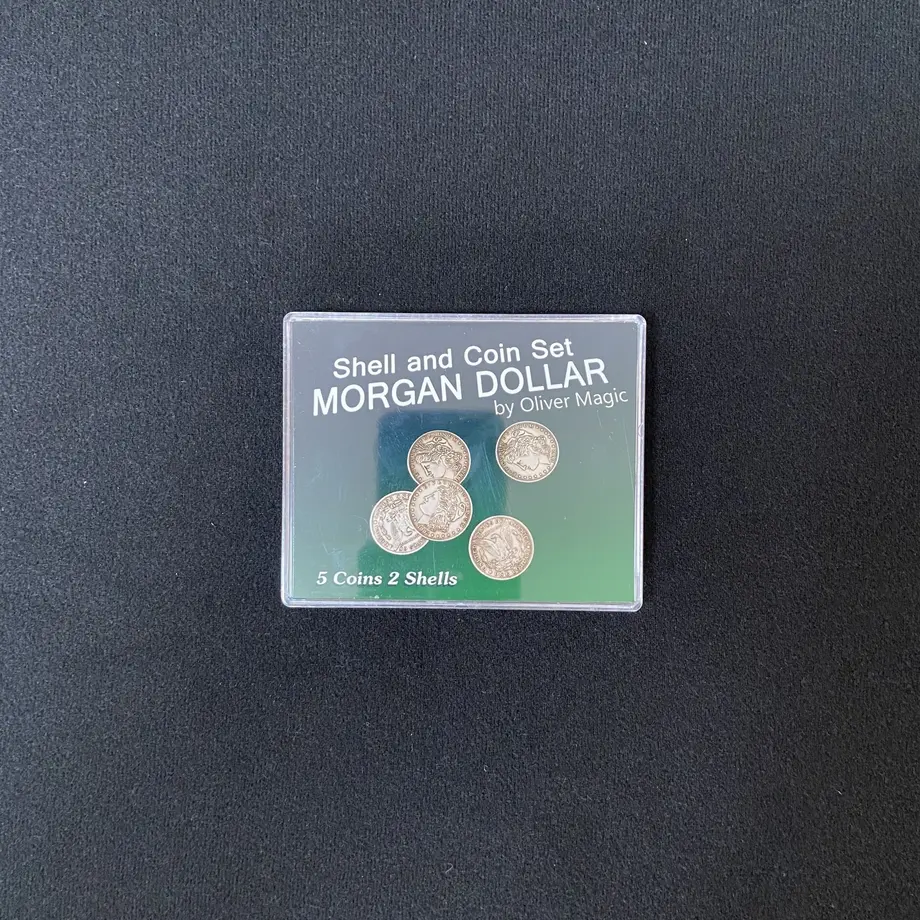 Shell and Coin Set
MORGAN DOLLAR
by Oliver Magic
5 Coins 2 Shells